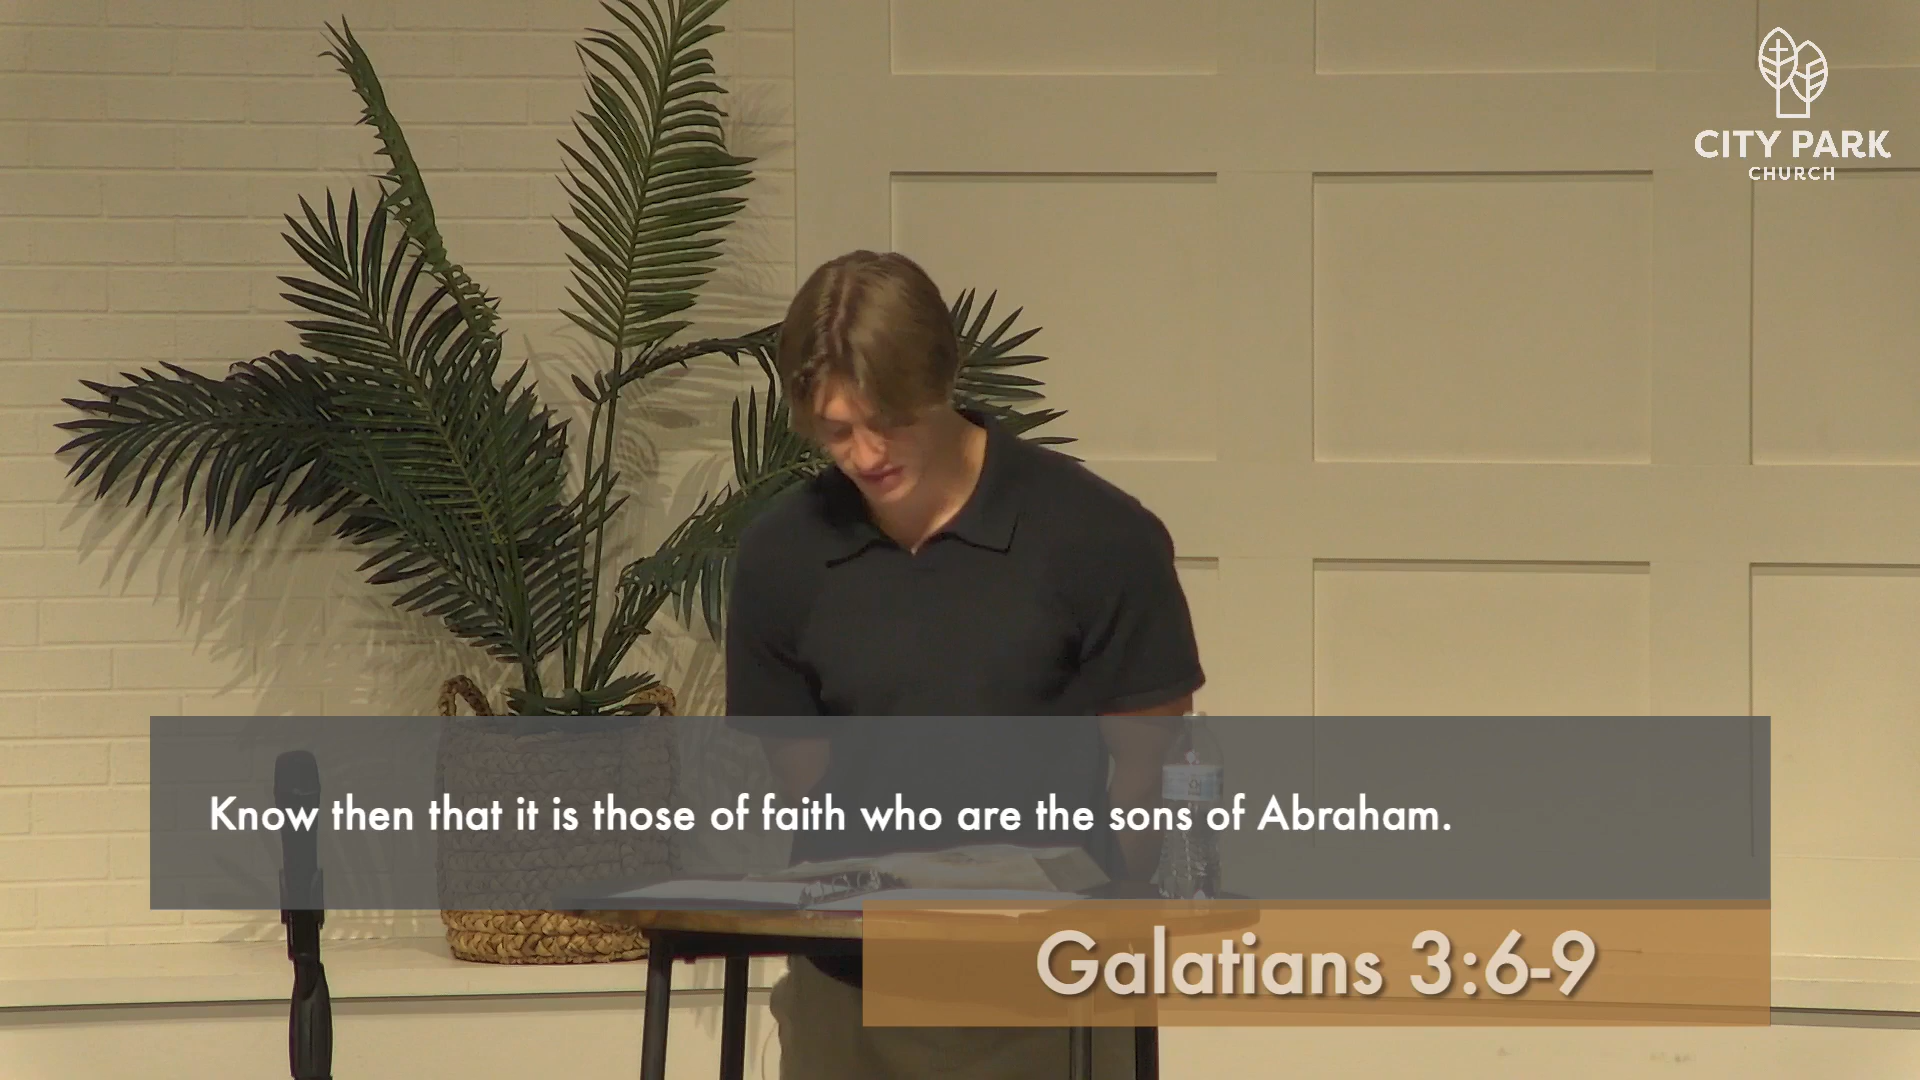 CITY PARK
CHURCH
Know then that it is those of faith who are the sons of Abraham.
Galatians 3:6-9